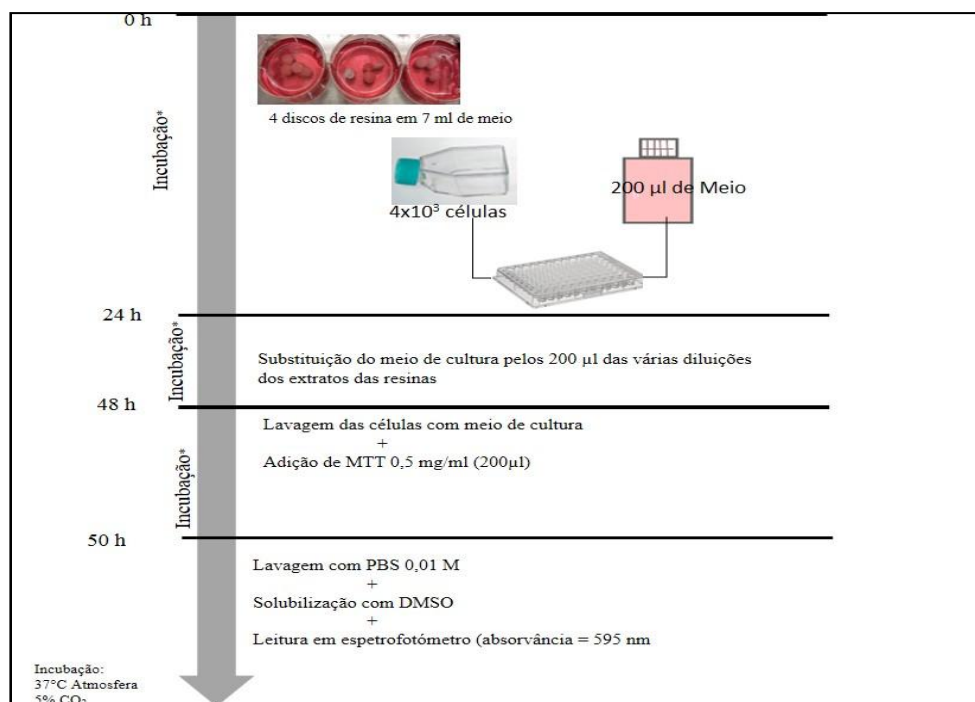 0 h
Incubação*
4 discos de resina em 7 ml de meio
4x10³ células
200 µl de Meio
24 h
Incubação*
Substituição do meio de cultura pelos 200 µl das várias diluições
dos extratos das resinas
48 h
Lavagem das células com meio de cultura
+
Adição de MTT 0,5 mg/ml (200µl)
Incubação*
50 h
Lavagem com PBS 0,01 M
+
Solubilização com DMSO
+
Leitura em espetrofotómetro (absorvância = 595 nm
Incubação:
37°C Atmosfera
5% CO₂